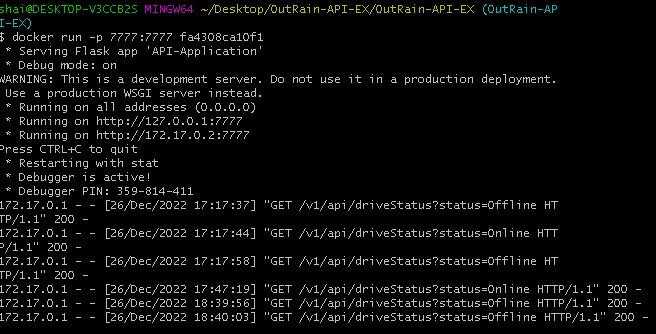 shai@DESKTOP-V3CCB2S MINGW64 ~/Desktop/OutRain-API-EX/OutRain-API-EX (OutRain-AP
I-EX)
$ docker run -p 7777:7777 fa4308ca10f1
 * Serving Flask app 'API-Application'
 * Debug mode: on
WARNING: This is a development server. Do not use it in a production deployment.
 Use a production WSGI server instead.
 * Running on all addresses (0.0.0.0)
 * Running on http://127.0.0.1:7777
 * Running on http://172.17.0.2:7777
Press CTRL+C to quit
 * Restarting with stat
 * Debugger is active!
 * Debugger PIN: 359-814-411
172.17.0.1 - - [26/Dec/2022 17:17:37] "GET /v1/api/driveStatus?status=Offline HT
TP/1.1" 200 -
172.17.0.1 - - [26/Dec/2022 17:17:44] "GET /v1/api/driveStatus?status=Online HTT
P/1.1" 200 -
172.17.0.1 - - [26/Dec/2022 17:17:58] "GET /v1/api/driveStatus?status=Offline HT
TP/1.1" 200 -
172.17.0.1 - - [26/Dec/2022 17:47:19] "GET /v1/api/driveStatus?status=Online HTTP/1.1" 200 -
172.17.0.1 - - [26/Dec/2022 18:39:56] "GET /v1/api/driveStatus?status=Ofline HTTP/1.1" 200 -
172.17.0.1 - - [26/Dec/2022 18:40:03] "GET /v1/api/driveStatus?status=Offline HTTP/1.1" 200 -